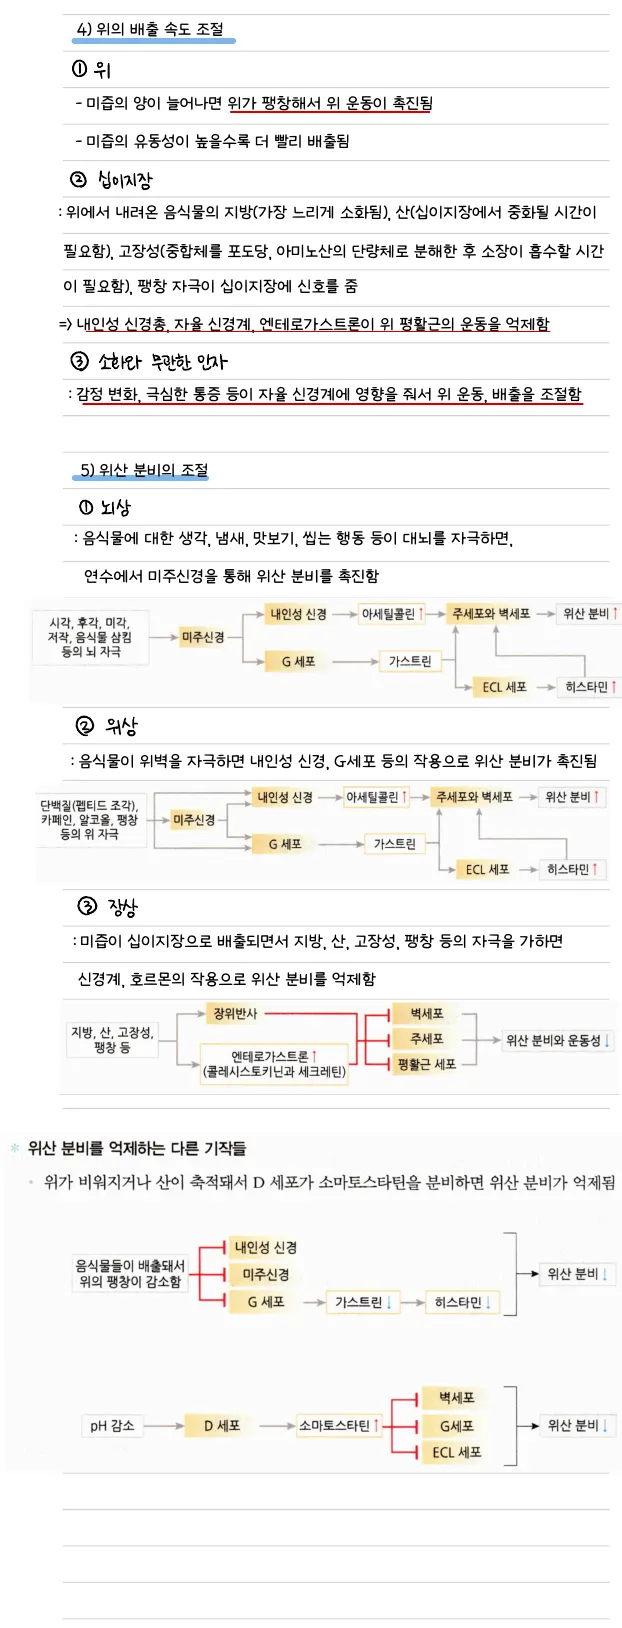 4) 위의 배출 속도 조절
① 위
- 미즙의 양이 늘어나면 위가 팽창해서 위 운동이 촉진됨
- 미즙의 유동성이 높을수록 더 빨리 배출됨
② 십이지장
: 위에서 내려온 음식물의 지방(가장 느리게 소화됨), 산(십이지장에서 중화될 시간이
필요함), 고장성(중합체를 포도당, 아미노산의 단량체로 분해한 후 소장이 흡수할 시간
이 필요함), 팽창 자극이 십이지장에 신호를 줌
=> 내인성 신경총, 자율 신경계, 엔테로가스트론이 위 평활근의 운동을 억제함
③ 소화와 무관한 인자
: 감정 변화, 극심한 통증 등이 자율 신경계에 영향을 줘서 위 운동, 배출을 조절함
5) 위산 분비의 조절
① 뇌상
: 음식물에 대한 생각, 냄새, 맛보기, 씹는 행동 등이 대뇌를 자극하면,
연수에서 미주신경을 통해 위산 분비를 촉진함
시각, 후각, 미각,
저작, 음식물 삼킴
등의 뇌 자극
미주신경
내인성 신경
아세틸콜린↑
주세포와 벽세포
위산 분비↑
G 세포
가스트린
ECL 세포
히스타민↑
② 위상
: 음식물이 위벽을 자극하면 내인성 신경, G세포 등의 작용으로 위산 분비가 촉진됨
단백질(펩티드 조각),
카페인, 알코올, 팽창
등의 위 자극
미주신경
내인성 신경
아세틸콜린↑
주세포와 벽세포
위산 분비↑
G 세포
가스트린
ECL 세포
히스타민↑
③ 장상
: 미즙이 십이지장으로 배출되면서 지방, 산, 고장성, 팽창 등의 자극을 가하면
신경계, 호르몬의 작용으로 위산 분비를 억제함
지방, 산, 고장성,
팽창 등
장위반사
엔테로가스트론↑
(콜레시스토키닌과 세크레틴)
벽세포
주세포
평활근 세포
위산 분비와 운동성↓
* 위산 분비를 억제하는 다른 기작들
• 위가 비워지거나 산이 축적돼서 D 세포가 소마토스타틴을 분비하면 위산 분비가 억제됨
음식물들이 배출돼서
위의 팽창이 감소함
내인성 신경
미주신경
G 세포
가스트린↓
히스타민↓
위산 분비↓
pH 감소
D 세포
소마토스타틴↑
벽세포
G세포
ECL 세포
위산 분비↓